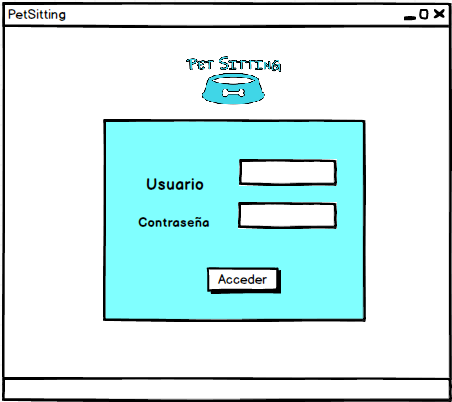 PetSitting
PET SITTING
Usuario
Contraseña
Acceder